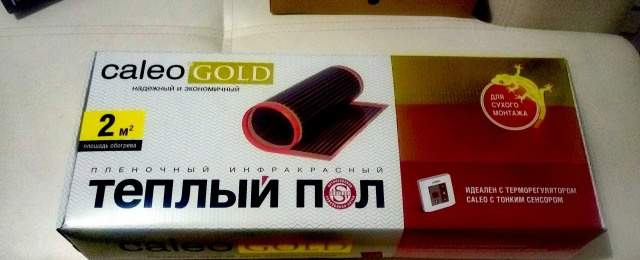 caleo GOLD
надежный и экономичный
2 м²
площадь обогрева
ПЛЕНОЧНЫЙ ИНФРАКРАСНЫЙ
ТЕПЛЫЙ ПОЛ
ДЛЯ
СУХОГО
МОНТАЖА
ИДЕАЛЕН С ТЕРМОРЕГУЛЯТОРОМ
CALEO С ТОНКИМ СЕНСОРОМ
caleo GOLD